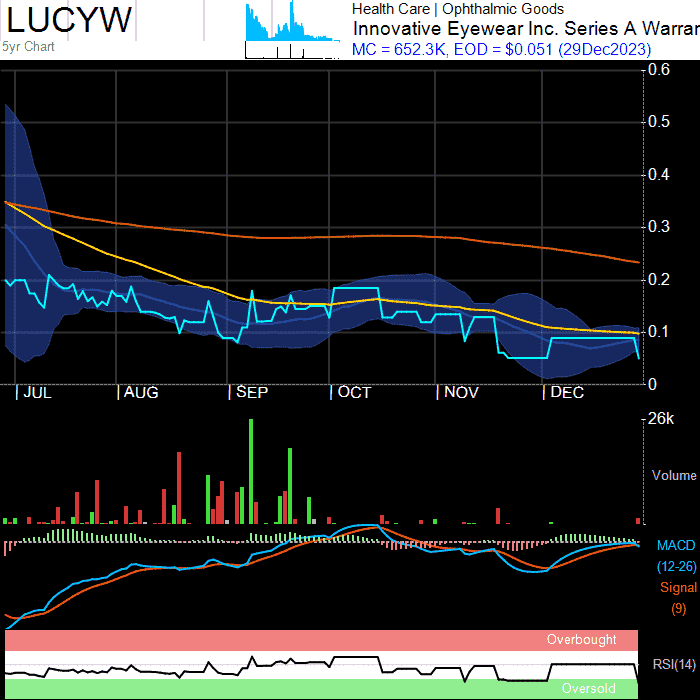 LUCYW
5yr Chart
Health Care | Ophthalmic Goods
Innovative Eyewear Inc. Series A Warrar
MC = 652.3K, EOD = $0.051 (29Dec2023)
0.6
0.5
0.4
0.3
0.2
0.1
0
JUL AUG SEP OCT NOV DEC
26k
Volume
MACD
(12-26)
Signal
(9)
Overbought
RSI(14)
Oversold